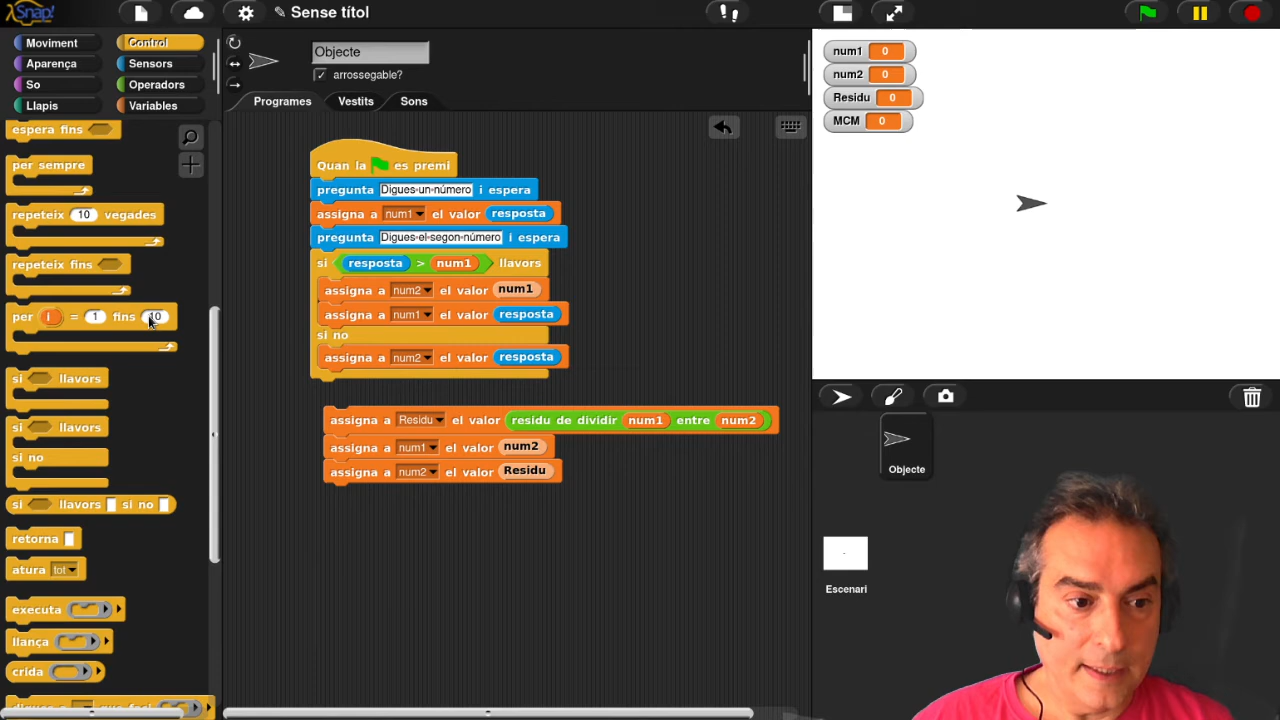 Snap!
Sense títol
Moviment
Control
Aparença
Sensors
So
Operadors
Llapis
Variables
espera fins
per sempre
repeteix 10 vegades
repeteix fins
per i = 1 fins 10
si llavors
si llavors
si no
si llavors si no
retorna
atura tot
executa
llança
crida
Objecte
arrossegable?
Programes
Vestits
Sons
Quan la es premi
pregunta Digues-un-número i espera
assigna a num1 el valor resposta
pregunta Digues-el-segon-número i espera
si resposta > num1 llavors
assigna a num2 el valor num1
assigna a num1 el valor resposta
si no
assigna a num2 el valor resposta
assigna a Residu el valor residu de dividir num1 entre num2
assigna a num1 el valor num2
assigna a num2 el valor Residu
num1 0
num2 0
Residu 0
MCM 0
Objecte
Escenari